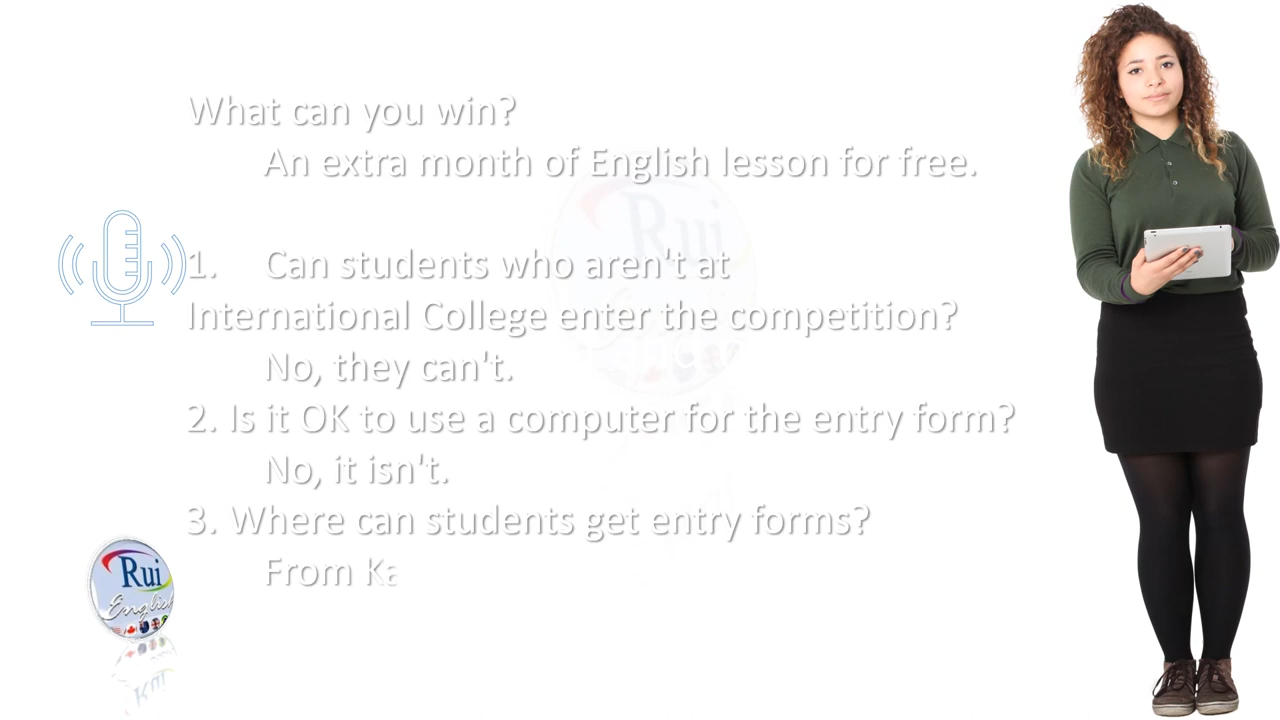 What can you win?
An extra month of English lesson for free.
1. Can students who aren't at
International College enter the competition?
No, they can't.
2. Is it OK to use a computer for the entry form?
No, it isn't.
3. Where can students get entry forms?
From Ka
Rui
English
Rui